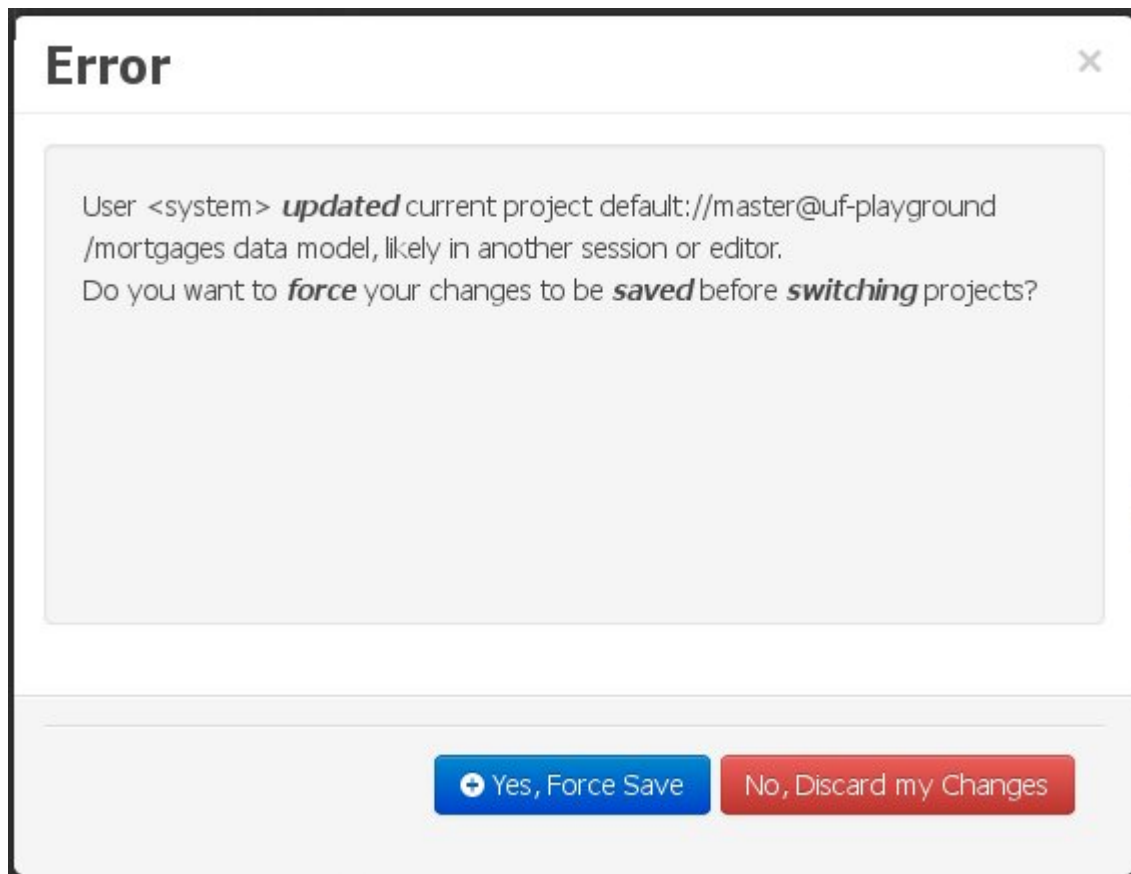 Error
×
User <system> updated current project default://master@uf-playground
/mortgages data model, likely in another session or editor.
Do you want to force your changes to be saved before switching projects?
Yes, Force Save
No, Discard my Changes